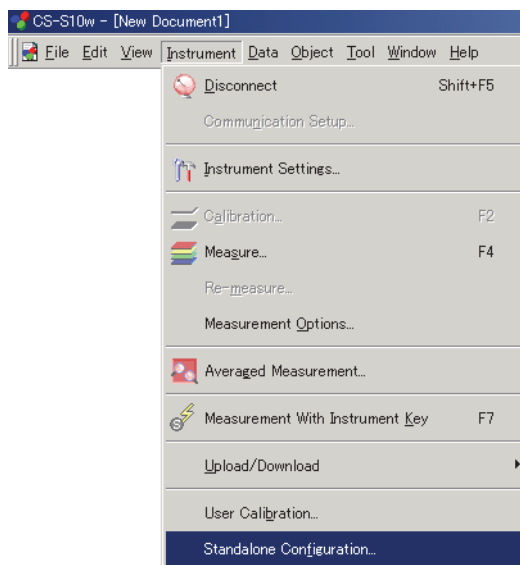 CS-S10w - [New Document1]
File Edit View Instrument Data Object Tool Window Help
Disconnect Shift+F5
Communication Setup...
Instrument Settings...
Calibration... F2
Measure... F4
Re-measure...
Measurement Options...
Averaged Measurement...
Measurement With Instrument Key F7
Upload/Download
User Calibration...
Standalone Configuration...